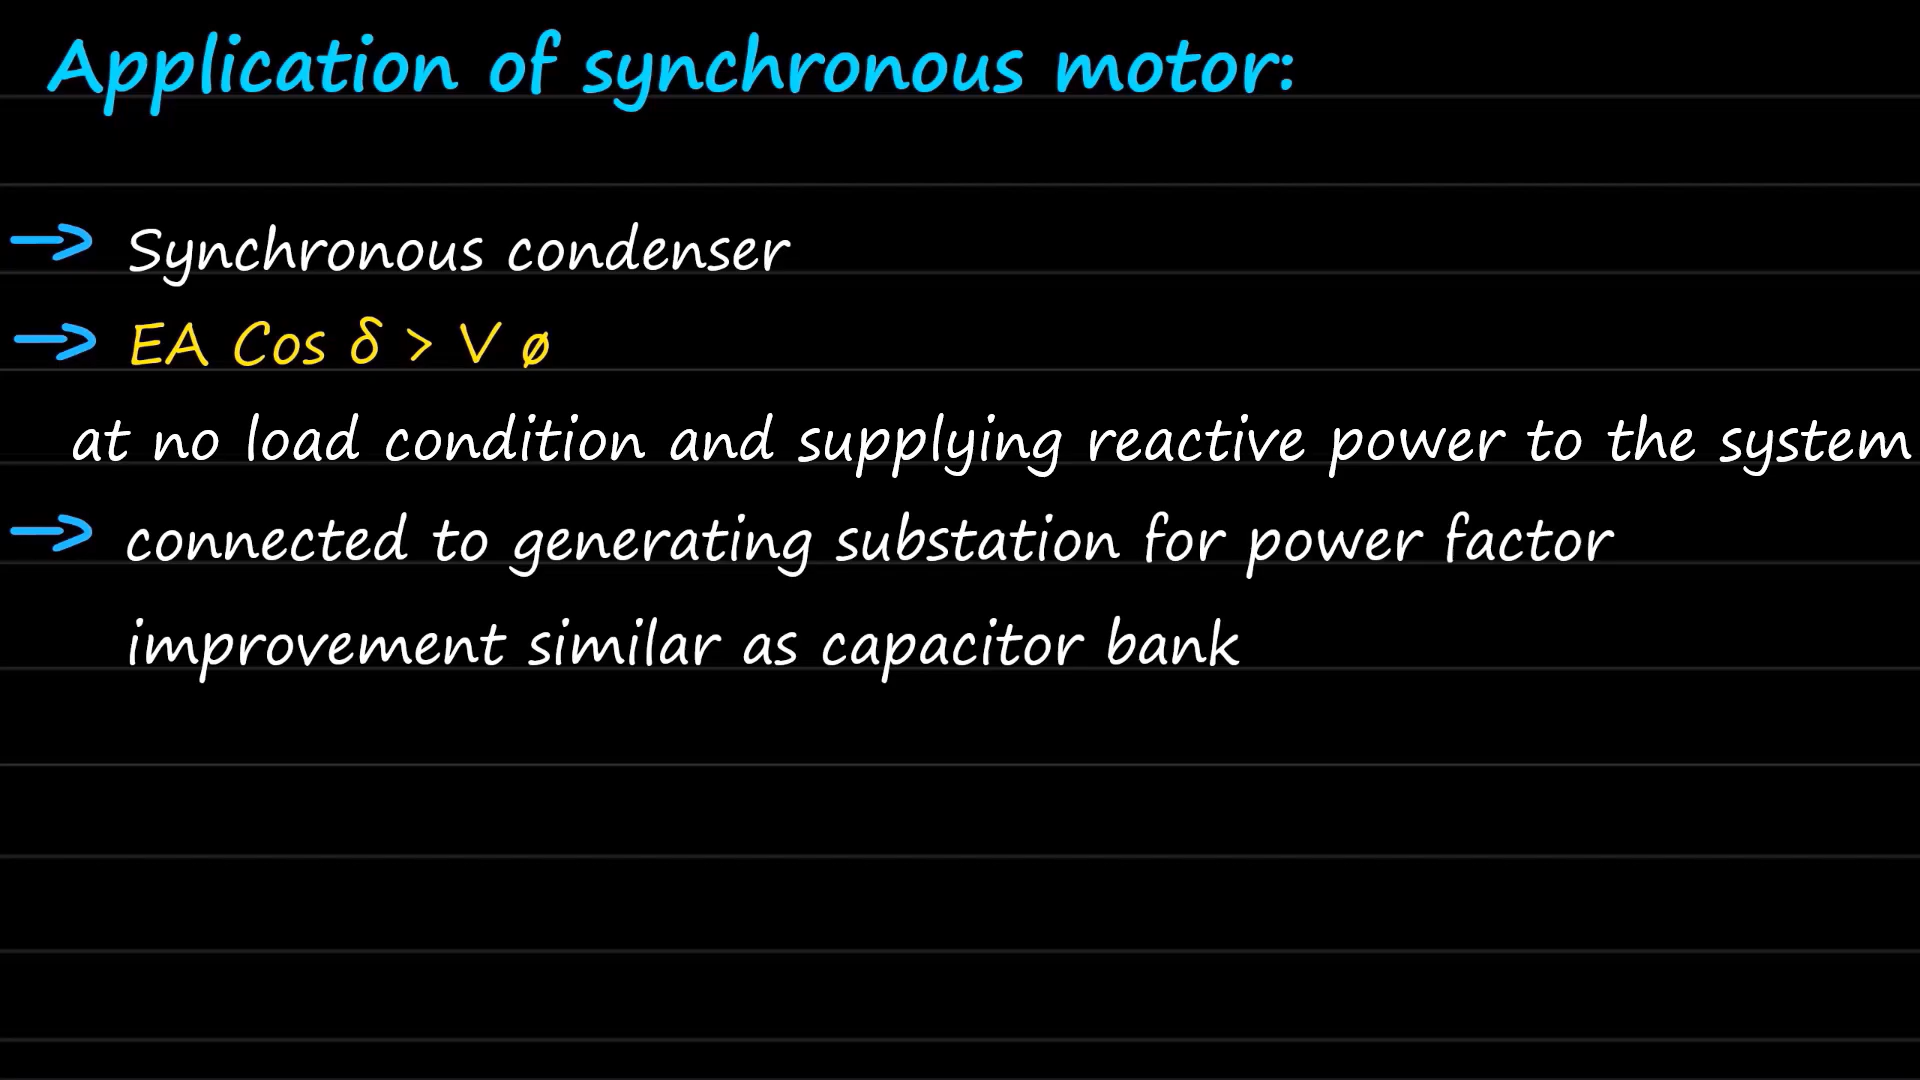 Application of synchronous motor:
Synchronous condenser
EA Cos δ > V ø
at no load condition and supplying reactive power to the system
connected to generating substation for power factor
improvement similar as capacitor bank